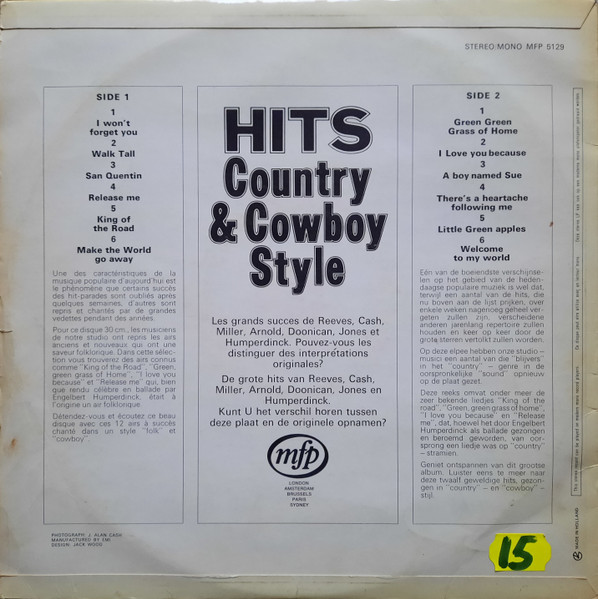 STEREO/MONO MFP 5129
SIDE 1
1
I won't
forget you
2
Walk Tall
3
San Quentin
4
Release me
5
King of
the Road
6
Make the World
go away
Une des caractéristiques de la
musique populaire d'aujourd'hui est
le phénomène que certains succès
des hit-parades sont oubliés après
quelques semaines, d'autres sont
repris et chantés par de grandes
vedettes pendant des années.
Pour ce disque 30 cm., les musiciens
de notre studio ont repris les airs
anciens et nouveaux qui ont une
saveur folklorique. Dans cette sélec-
tion vous trouverez des airs connus
comme "King of the Road", "Green,
green grass of Home", "I love you
because" et "Release me" qui, bien
que rendu célèbre en ballade par
Engelbert Humperdinck, était à
l'origine un air folklorique
Détendez-vous et écoutez ce beau
disque avec ces 12 airs à succès
chanté dans un style "folk" et
"cowboy".
HITS
Country
& Cowboy
Style
Les grands succes de Reeves, Cash,
Miller, Arnold, Doonican, Jones et
Humperdinck. Pouvez-vous les
distinguer des interprétations
originales?
De grote hits van Reeves, Cash,
Miller, Arnold, Doonican, Jones en
Humperdinck.
Kunt U het verschil horen tussen
deze plaat en de originele opnamen?
mfp
LONDON
AMSTERDAM
BRUSSELS
PARIS
SYDNEY
SIDE 2
1
Green Green
Grass of Home
2
I Love you because
3
A boy named Sue
4
There's a heartache
following me
5
Little Green apples
6
Welcome
to my world
Eén van de boeiendste verschijnse-
len op het gebied van de heden-
daagse populaire muziek is wel dat,
terwijl een aantal van de hits, die
nu boven aan de lijst prijken, over
enkele weken nagenoeg geheel ver-
geten zullen zijn, verscheidene
anderen jarenlang repertoire zullen
houden en keer op keer door de
grote sterren vertolkt zullen worden.
Op deze elpee hebben onze studio-
musici een aantal van die "blijvers"
in het "country" – genre in de
oorspronkelijke "sound" opnieuw
op de plaat gezet.
Deze reeks omvat onder meer de
zeer bekende liedjes "King of the
road", "Green, green grass of home",
"I love you because" en "Release
me", dat, hoewel het door Engelbert
Humperdinck als ballade gezongen
en beroemd geworden, van oor-
sprong een liedje was op "country"
– stramien.
Geniet ontspannen van dit grootse
album. Luister eens te meer naar
deze twaalf geweldige hits, gezon-
gen in "country" – en "cowboy" –
stijl.
PHOTOGRAPH: J. ALAN CASH
MANUFACTURED BY EMI
DESIGN: JACK WOOD
MADE IN HOLLAND
15